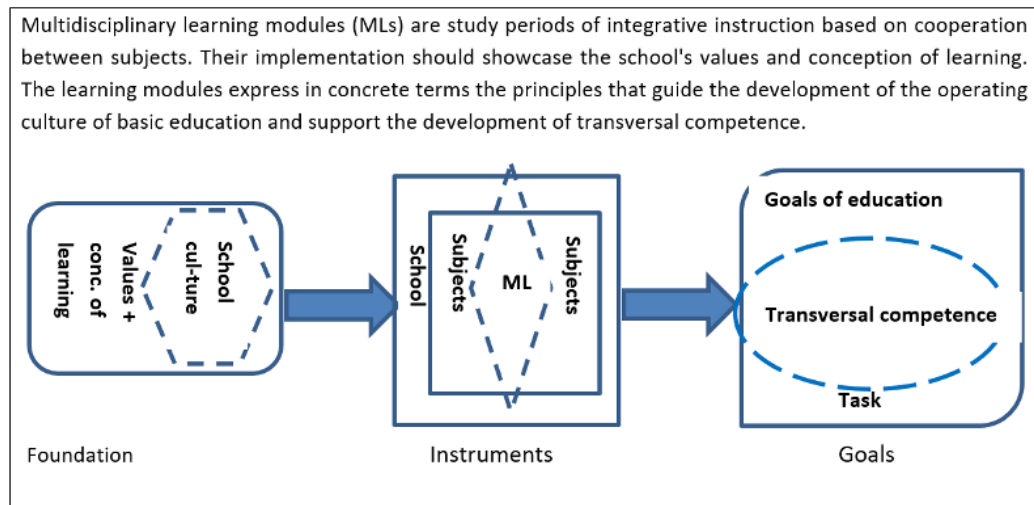 Multidisciplinary learning modules (MLs) are study periods of integrative instruction based on cooperation
between subjects. Their implementation should showcase the school's values and conception of learning.
The learning modules express in concrete terms the principles that guide the development of the operating
culture of basic education and support the development of transversal competence.
Values +
conc. of
learning
School
cul-ture
School
Subjects
ML
Subjects
Goals of education
Transversal competence
Task
Foundation
Instruments
Goals